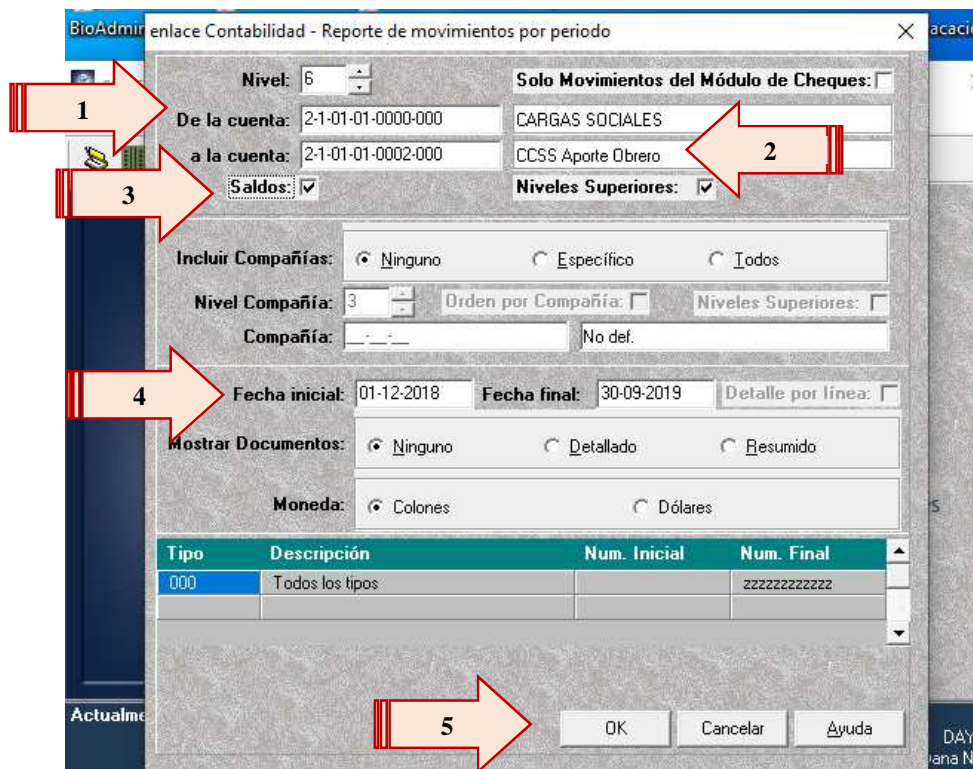 BioAdmin
acacio
enlace Contabilidad - Reporte de movimientos por periodo
Nivel: 6 Solo Movimientos del Módulo de Cheques:
1
De la cuenta: 2-1-01-01-0000-000 CARGAS SOCIALES
a la cuenta: 2-1-01-01-0002-000 CCSS Aporte Obrero
2
3
Saldos: Niveles Superiores:
Incluir Compañías: Ninguno Específico Todos
Nivel Compañía: 3 Orden por Compañía: Niveles Superiores:
Compañía: __-__-__ No def.
4
Fecha inicial: 01-12-2018 Fecha final: 30-09-2019 Detalle por línea:
Mostrar Documentos: Ninguno Detallado Resumido
Moneda: Colones Dólares
Tipo Descripción Num. Inicial Num. Final
000 Todos los tipos zzzzzzzzzzzz
Actualme
5
OK Cancelar Ayuda
DAY